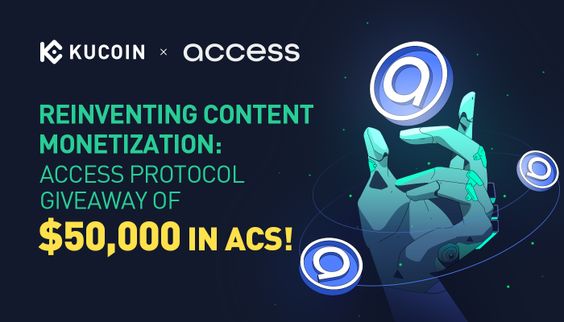 KUCOIN × access
REINVENTING CONTENT
MONETIZATION:
ACCESS PROTOCOL
GIVEAWAY OF
$50,000 IN ACS!